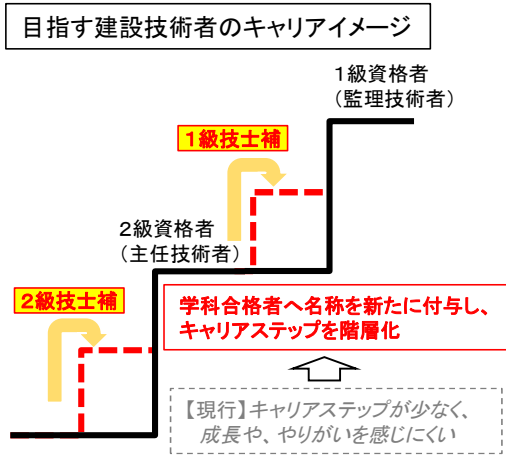 目指す建設技術者のキャリアイメージ
1級資格者
（監理技術者）
1級技士補
2級資格者
（主任技術者）
2級技士補
学科合格者へ名称を新たに付与し、
キャリアステップを階層化
【現行】キャリアステップが少なく、
成長や、やりがいを感じにくい